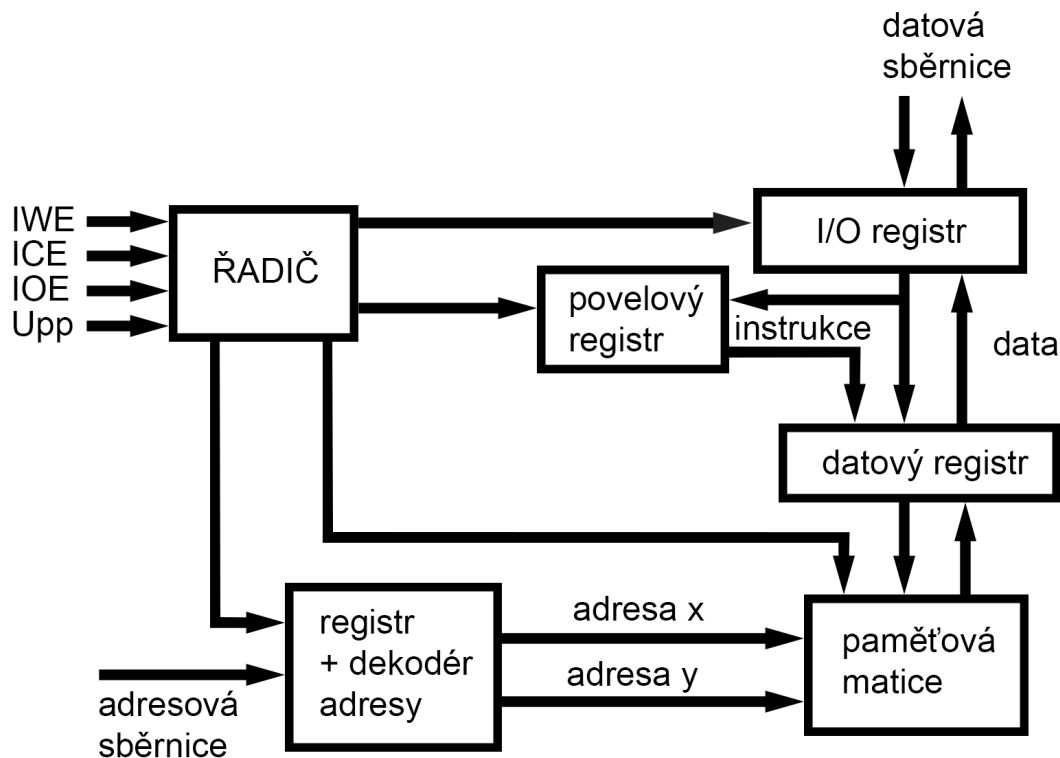 datová
sběrnice
IWE
ICE
IOE
Upp
ŘADIČ
I/O registr
povelový
registr
instrukce
data
datový registr
registr
+ dekodér
adresy
adresa x
adresa y
paměťová
matice
adresová
sběrnice